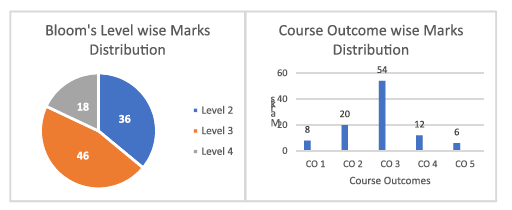 Bloom's Level wise Marks
Distribution
18
36
46
Level 2
Level 3
Level 4
Course Outcome wise Marks
Distribution
60
40
20
0
8
20
54
12
6
CO 1
CO 2
CO 3
CO 4
CO 5
Course Outcomes